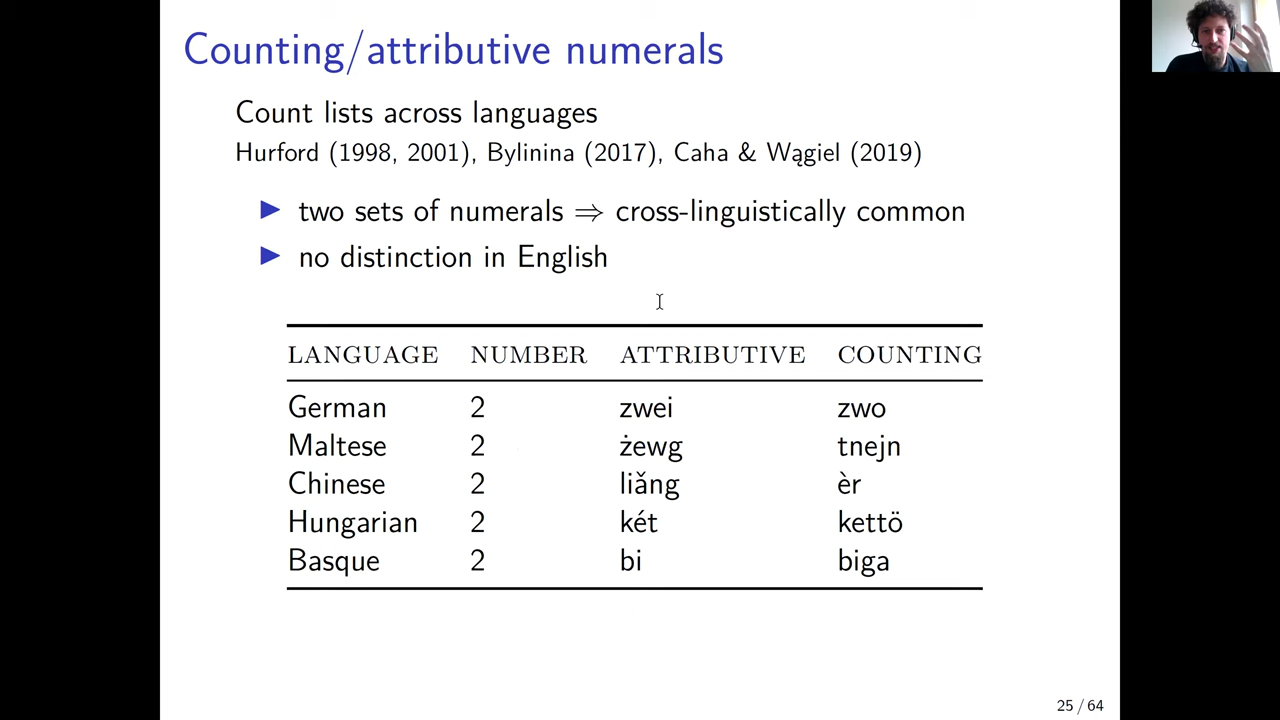 Counting/attributive numerals
Count lists across languages
Hurford (1998, 2001), Bylinina (2017), Caha & Wągiel (2019)
▶ two sets of numerals ⇒ cross-linguistically common
▶ no distinction in English
LANGUAGE NUMBER ATTRIBUTIVE COUNTING
German 2 zwei zwo
Maltese 2 żewg tnejn
Chinese 2 liǎng èr
Hungarian 2 két kettö
Basque 2 bi biga
25 / 64